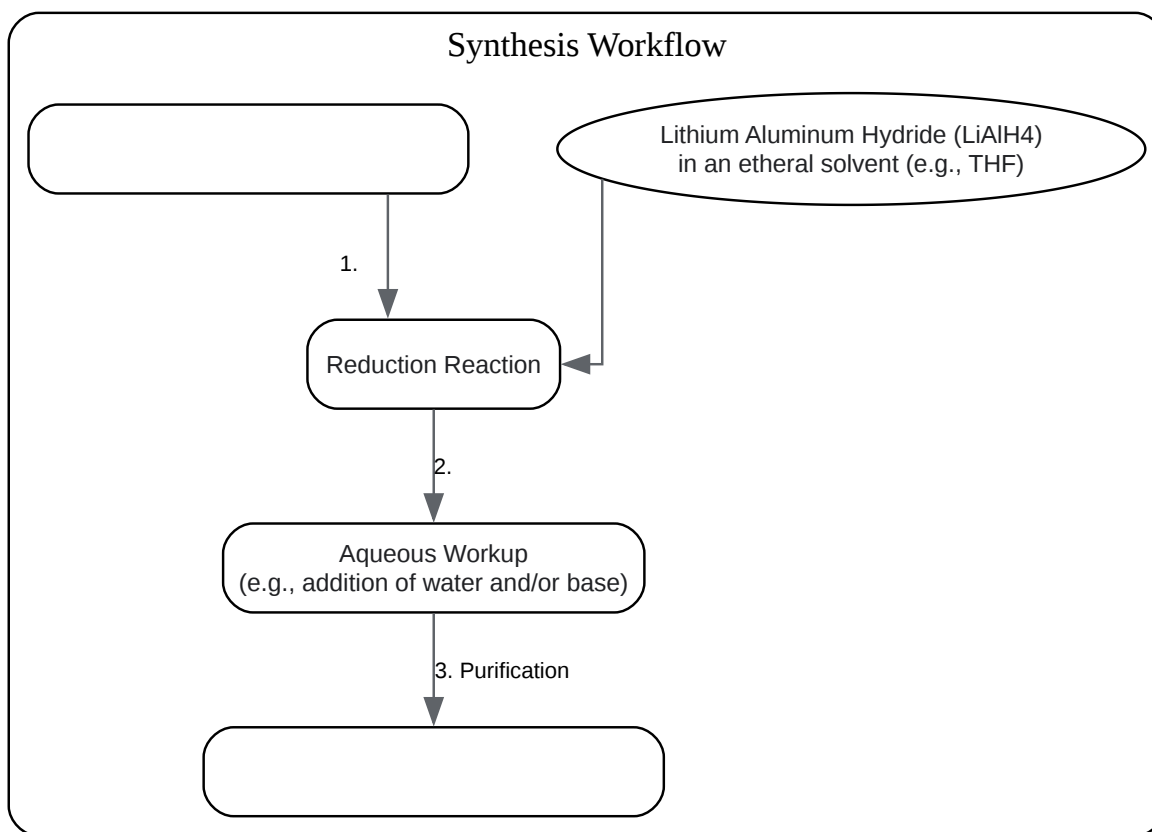 Synthesis Workflow
Lithium Aluminum Hydride (LiAlH4)
in an etheral solvent (e.g., THF)
1.
Reduction Reaction
2.
Aqueous Workup
(e.g., addition of water and/or base)
3. Purification